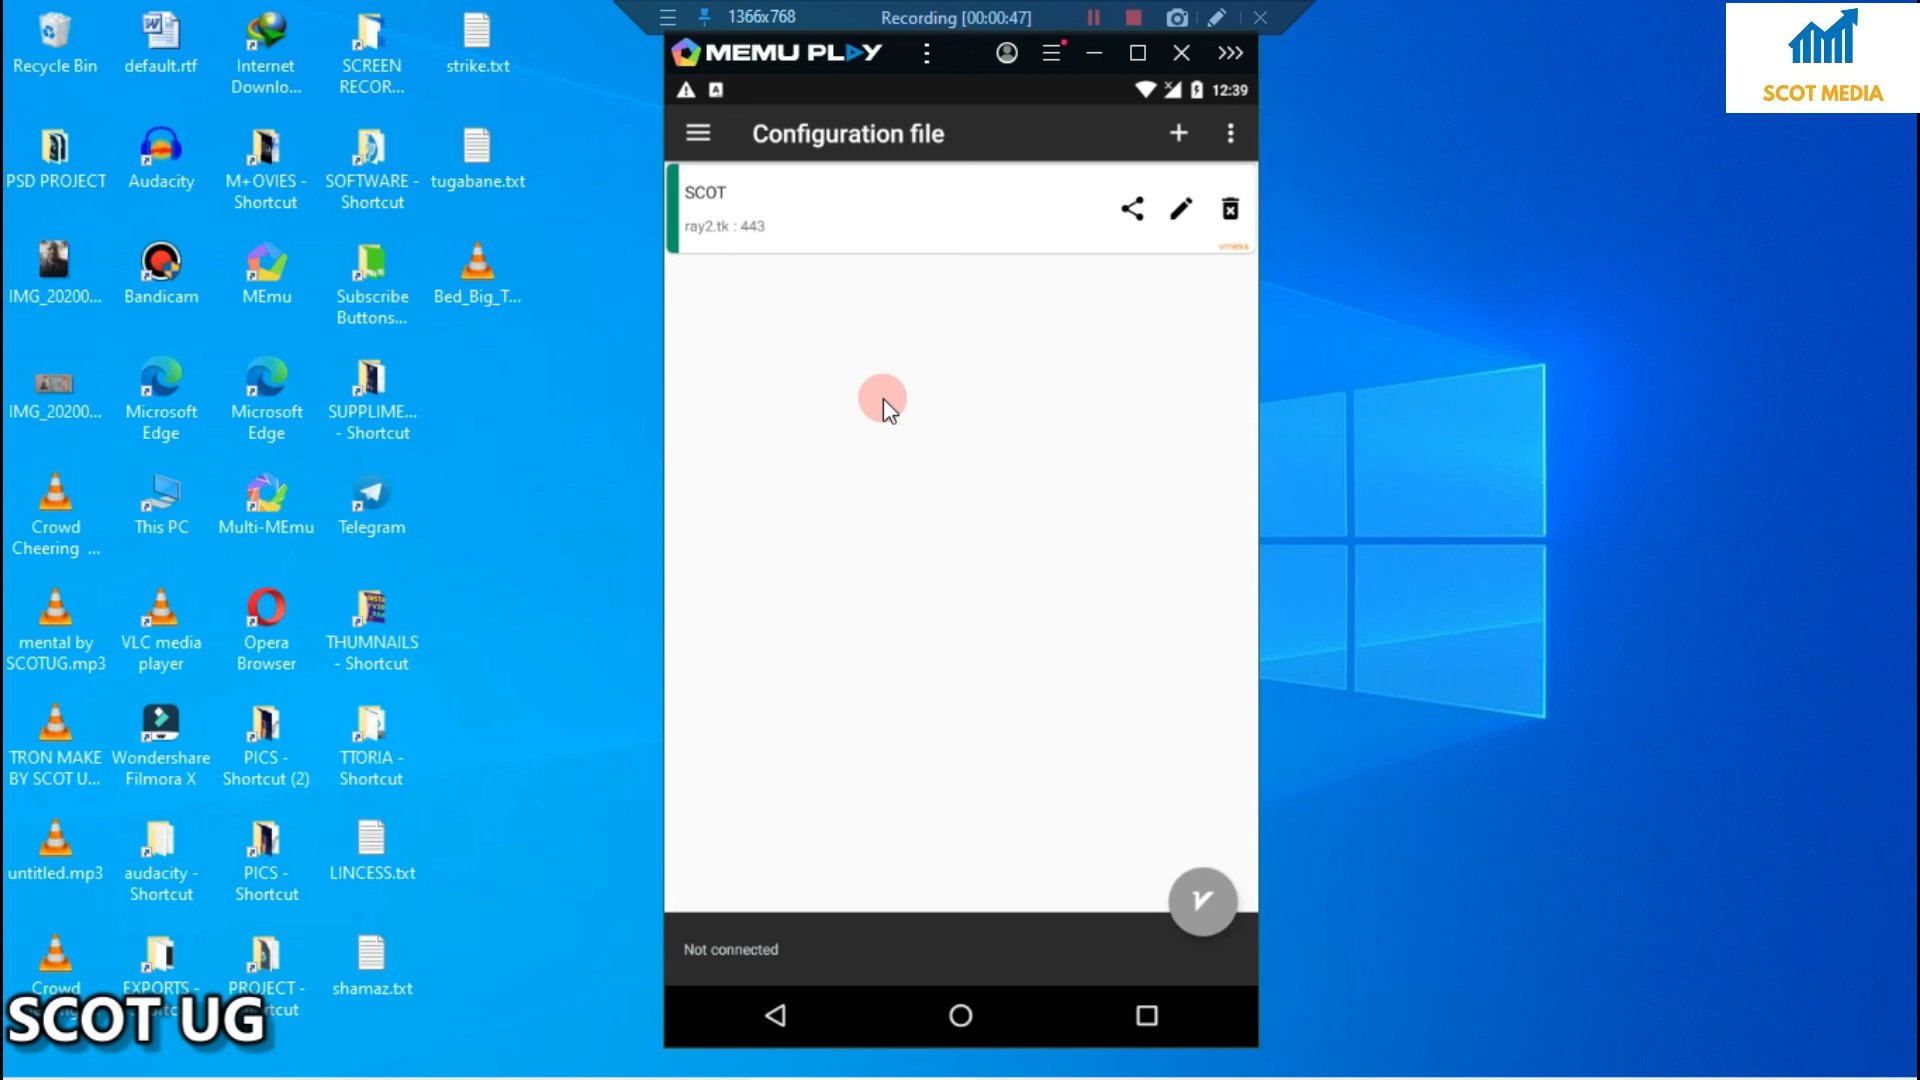 1366x768
Recording [00:00:47]
SCOT MEDIA
MEMU PLAY
12:39
Configuration file
SCOT
ray2.tk : 443
vmess
Not connected
Recycle Bin
default.rtf
Internet
Downlo...
SCREEN
RECOR...
strike.txt
PSD PROJECT
Audacity
M+OVIES -
Shortcut
SOFTWARE -
Shortcut
tugabane.txt
IMG_20200...
Bandicam
MEmu
Subscribe
Buttons...
Bed_Big_T...
IMG_20200...
Microsoft
Edge
Microsoft
Edge
SUPPLIME...
- Shortcut
Crowd
Cheering ...
This PC
Multi-MEmu
Telegram
mental by
SCOTUG.mp3
VLC media
player
Opera
Browser
THUMNAILS
- Shortcut
TRON MAKE
BY SCOT U...
Wondershare
Filmora X
PICS -
Shortcut (2)
TTORIA -
Shortcut
untitled.mp3
audacity -
Shortcut
PICS -
Shortcut
LINCESS.txt
Crowd
EXPORTS -
PROJECT -
shamaz.txt
SCOT UG